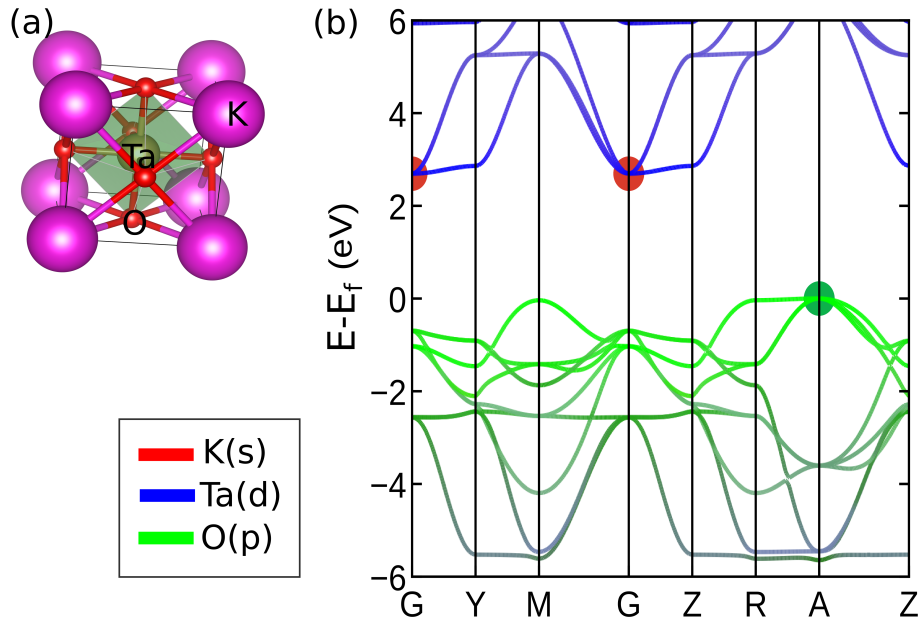 (a)
K
Ta
O
K(s)
Ta(d)
O(p)
(b)
E-E_f (eV)
6
4
2
0
−2
−4
−6
G Y M G Z R A Z